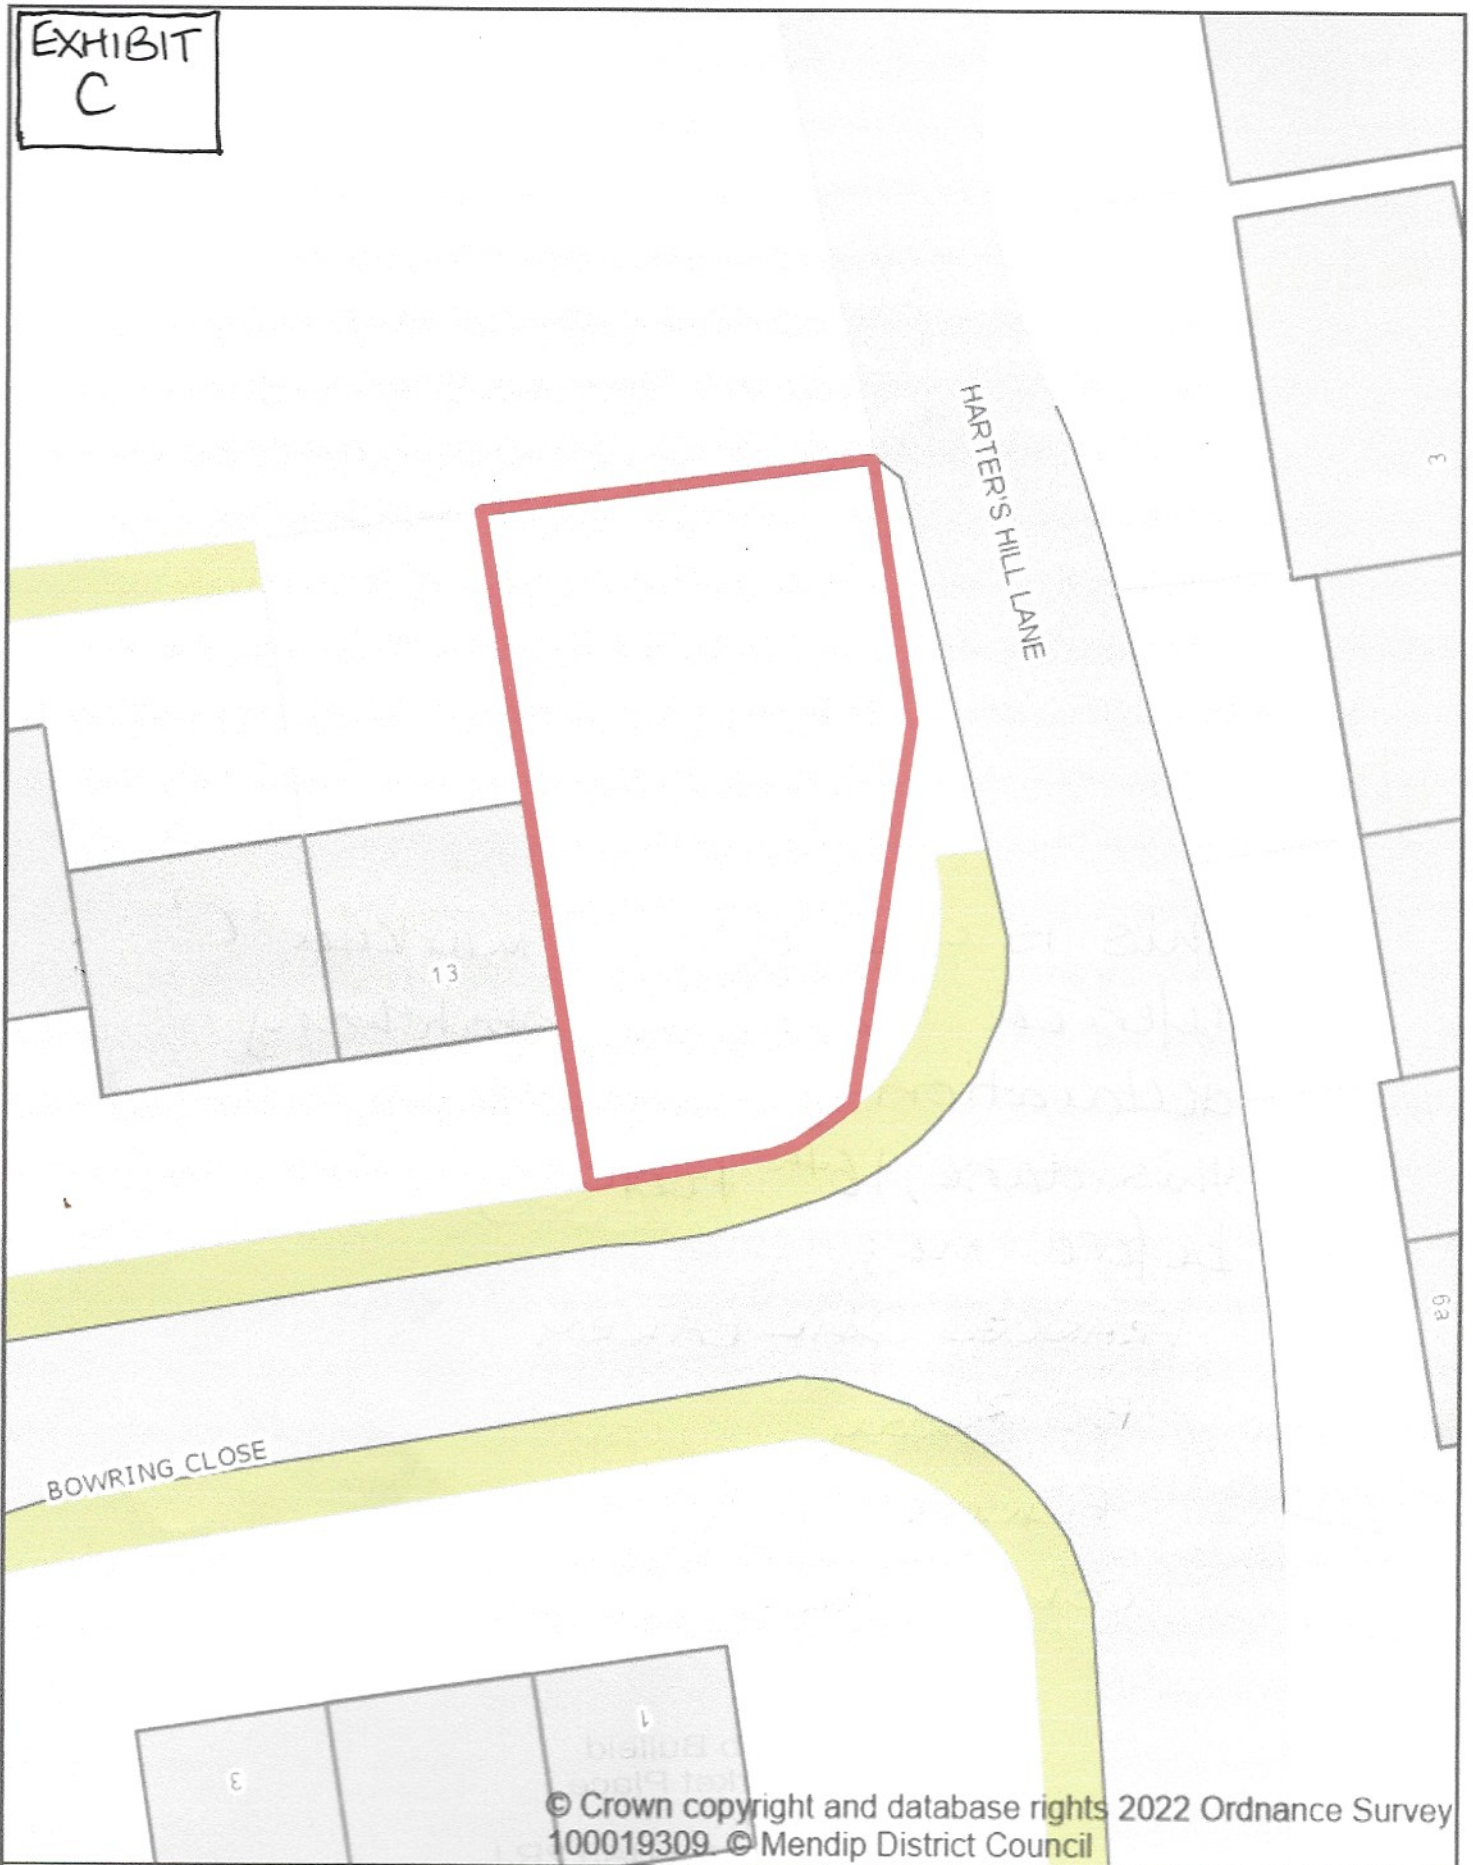 EXHIBIT
C
HARTER'S HILL LANE
3
13
6a
BOWRING CLOSE
1
3
© Crown copyright and database rights 2022 Ordnance Survey
100019309. © Mendip District Council